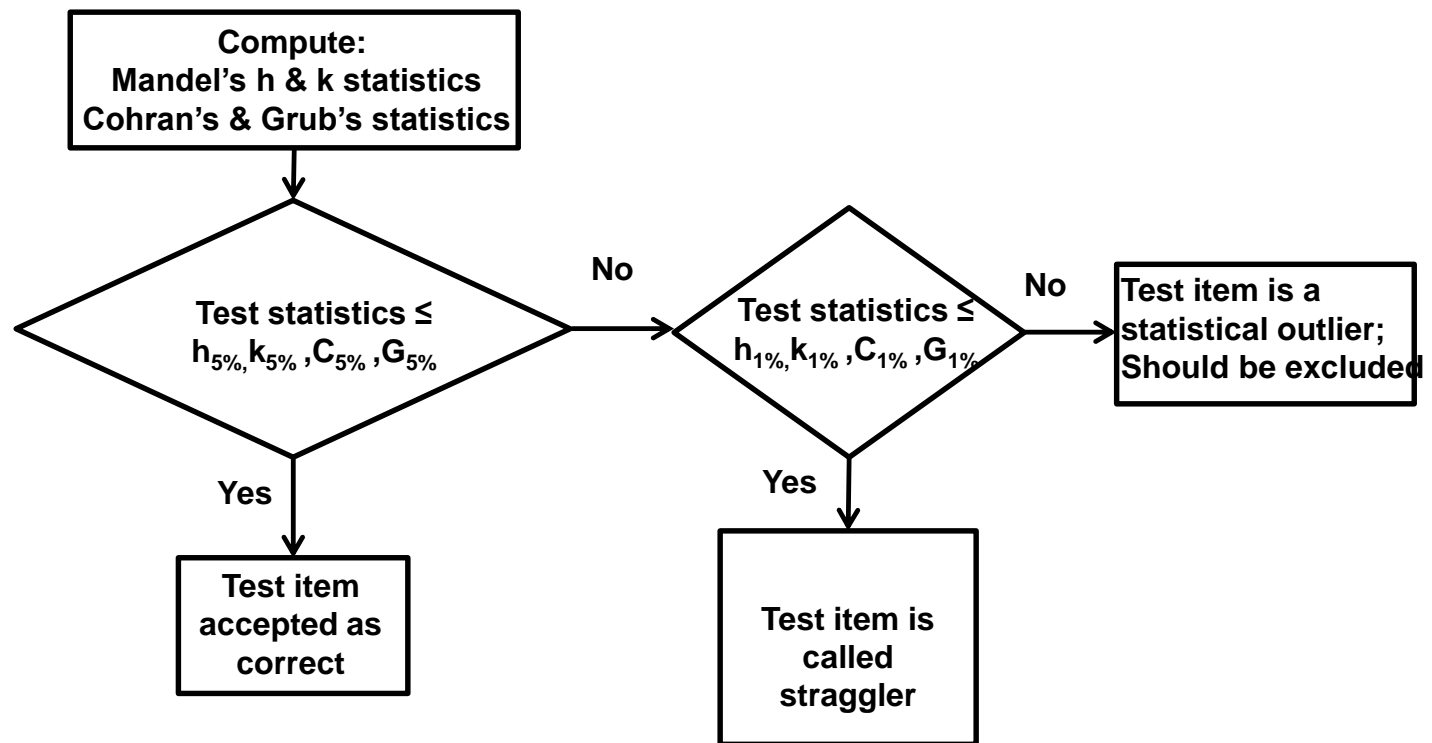 Compute:
Mandel’s h & k statistics
Cohran’s & Grub’s statistics
Test statistics ≤
h5%,k5% ,C5% ,G5%
No
Test statistics ≤
h1%,k1% ,C1% ,G1%
No
Test item is a
statistical outlier;
Should be excluded
Yes
Test item
accepted as
correct
Yes
Test item is
called
straggler